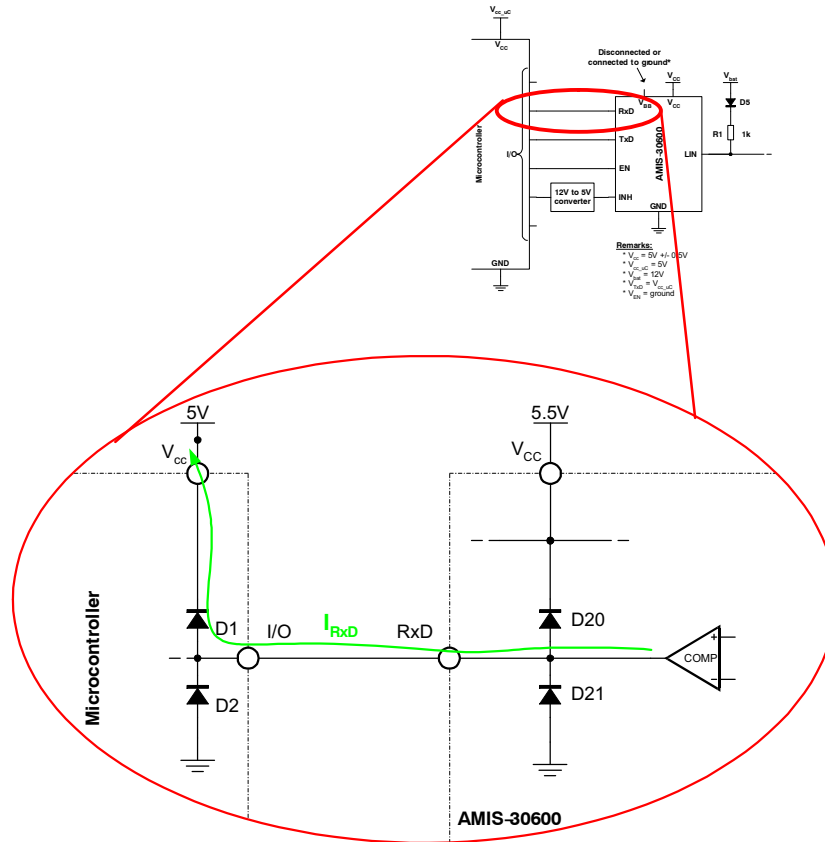 Vcc_uC
VCC
Disconnected or
connected to ground*
VCC
Vbat
VBB
VCC
D5
RxD
R1
1k
TxD
I/O
Microcontroller
AMIS-30600
LIN
EN
12V to 5V
converter
INH
GND
GND
Remarks:
* Vcc = 5V +/- 0.5V
* Vcc_uC = 5V
* Vbat = 12V
* VTxD = Vcc_uC
* VEN = ground
5V
5.5V
Vcc
VCC
Microcontroller
D1
I/O
IRxD
RxD
D20
COMP
D2
D21
AMIS-30600